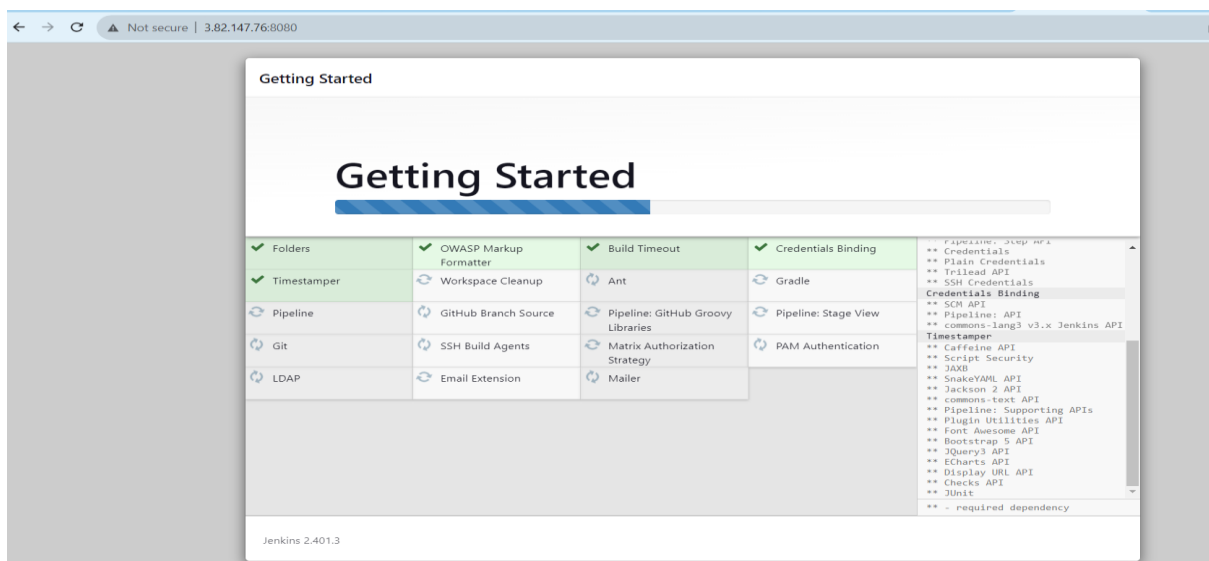 Not secure | 3.82.147.76:8080
Getting Started
Getting Started
Folders
OWASP Markup
Formatter
Build Timeout
Credentials Binding
Timestamper
Workspace Cleanup
Ant
Gradle
Pipeline
GitHub Branch Source
Pipeline: GitHub Groovy
Libraries
Pipeline: Stage View
Git
SSH Build Agents
Matrix Authorization
Strategy
PAM Authentication
LDAP
Email Extension
Mailer
** Pipeline: Step API
** Credentials
** Plain Credentials
** Trilead API
** SSH Credentials
Credentials Binding
** SCM API
** Pipeline: API
** commons-lang3 v3.x Jenkins API
Timestamper
** Caffeine API
** Script Security
** JAXB
** SnakeYAML API
** Jackson 2 API
** commons-text API
** Pipeline: Supporting APIs
** Plugin Utilities API
** Font Awesome API
** Bootstrap 5 API
** JQuery3 API
** ECharts API
** Display URL API
** Checks API
** JUnit
** - required dependency
Jenkins 2.401.3